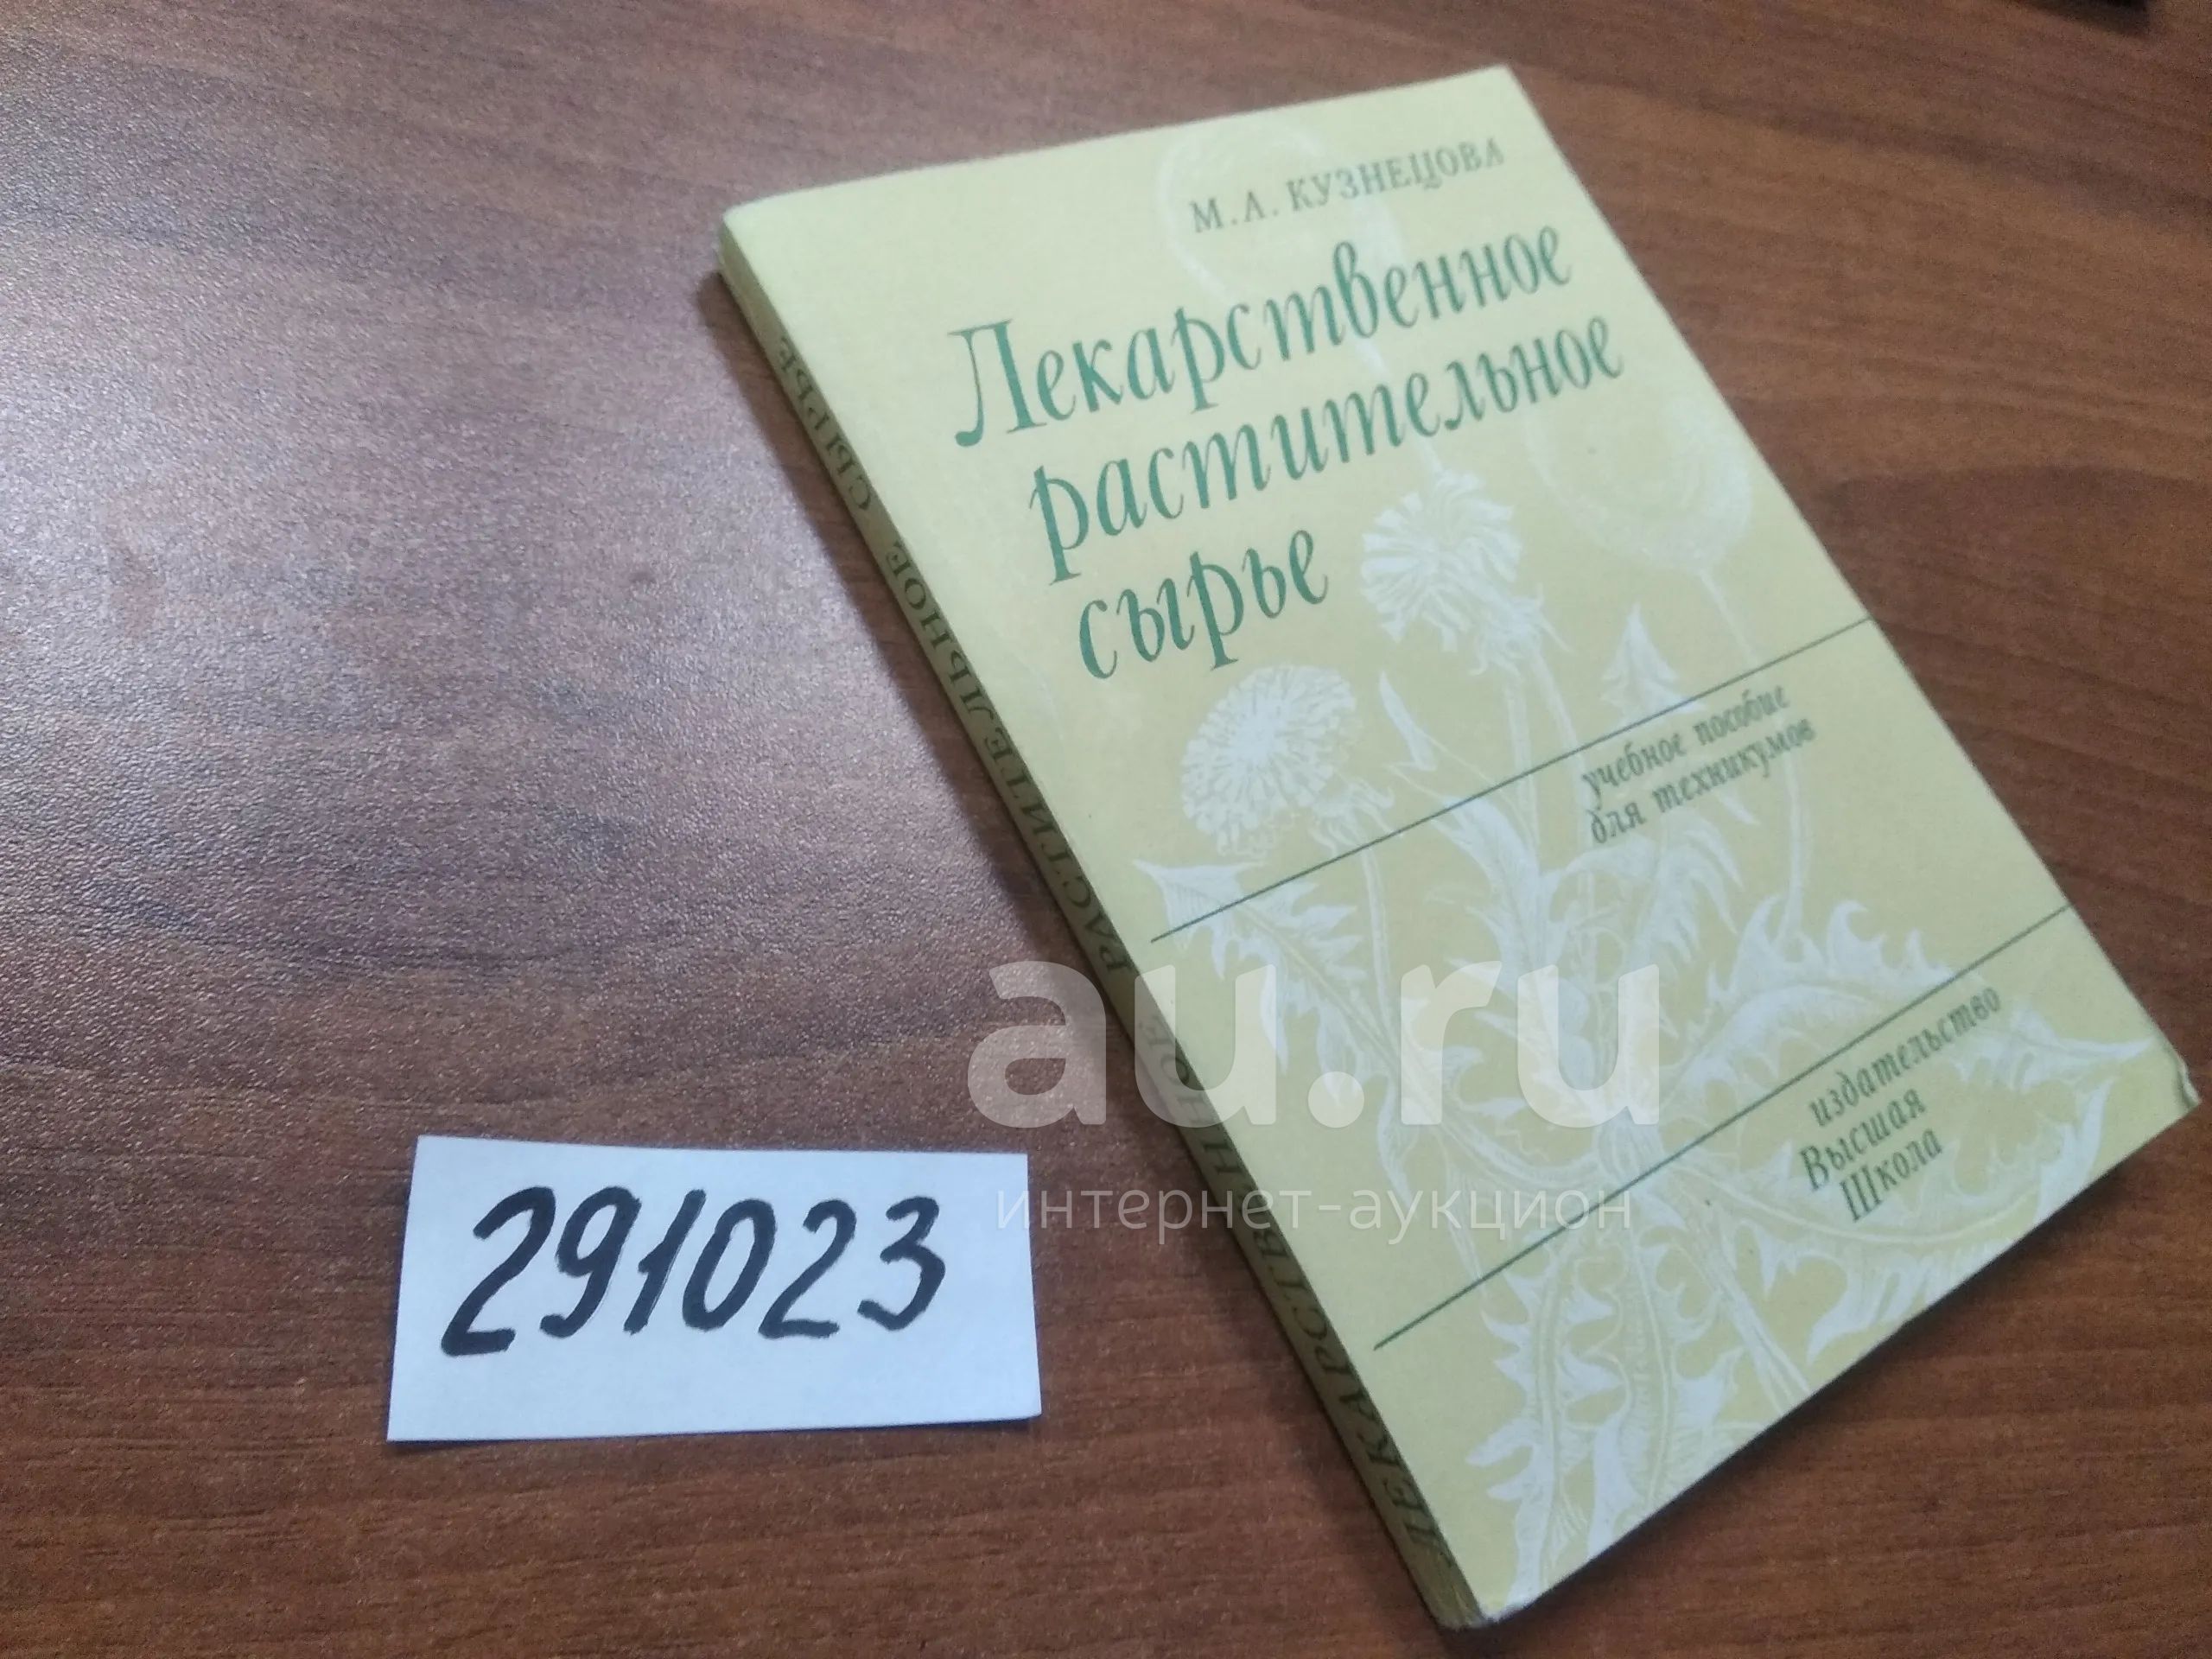 М.А. КУЗНЕЦОВА
Лекарственное
растительное
сырье
учебное пособие
для техникумов
издательство
Высшая
Школа
ЛЕКАРСТВЕННОЕ РАСТИТЕЛЬНОЕ СЫРЬЕ
291023
au.ru
интернет-аукцион